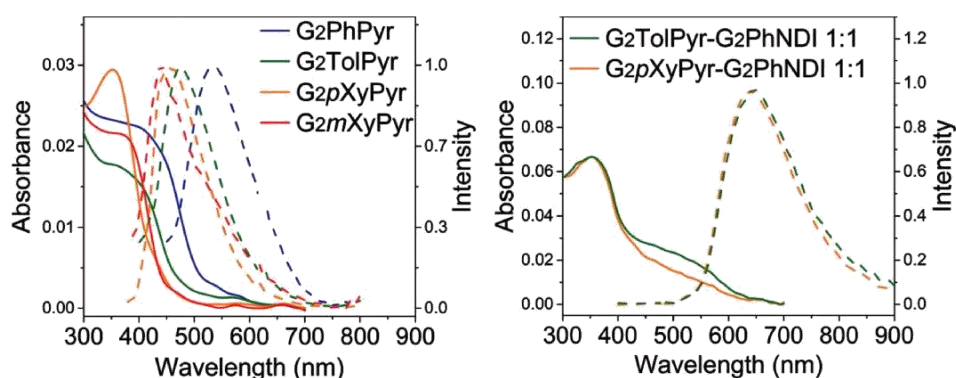 G2PhPyr
G2TolPyr
G2pXyPyr
G2mXyPyr
0.03
0.02
0.01
0.00
Absorbance
1.0
0.7
0.3
0.0
Intensity
300 400 500 600 700 800 900
Wavelength (nm)
G2TolPyr-G2PhNDI 1:1
G2pXyPyr-G2PhNDI 1:1
0.12
0.10
0.08
0.06
0.04
0.02
0.00
Absorbance
1.2
1.0
0.8
0.6
0.4
0.2
0.0
Intensity
300 400 500 600 700 800 900
Wavelength (nm)